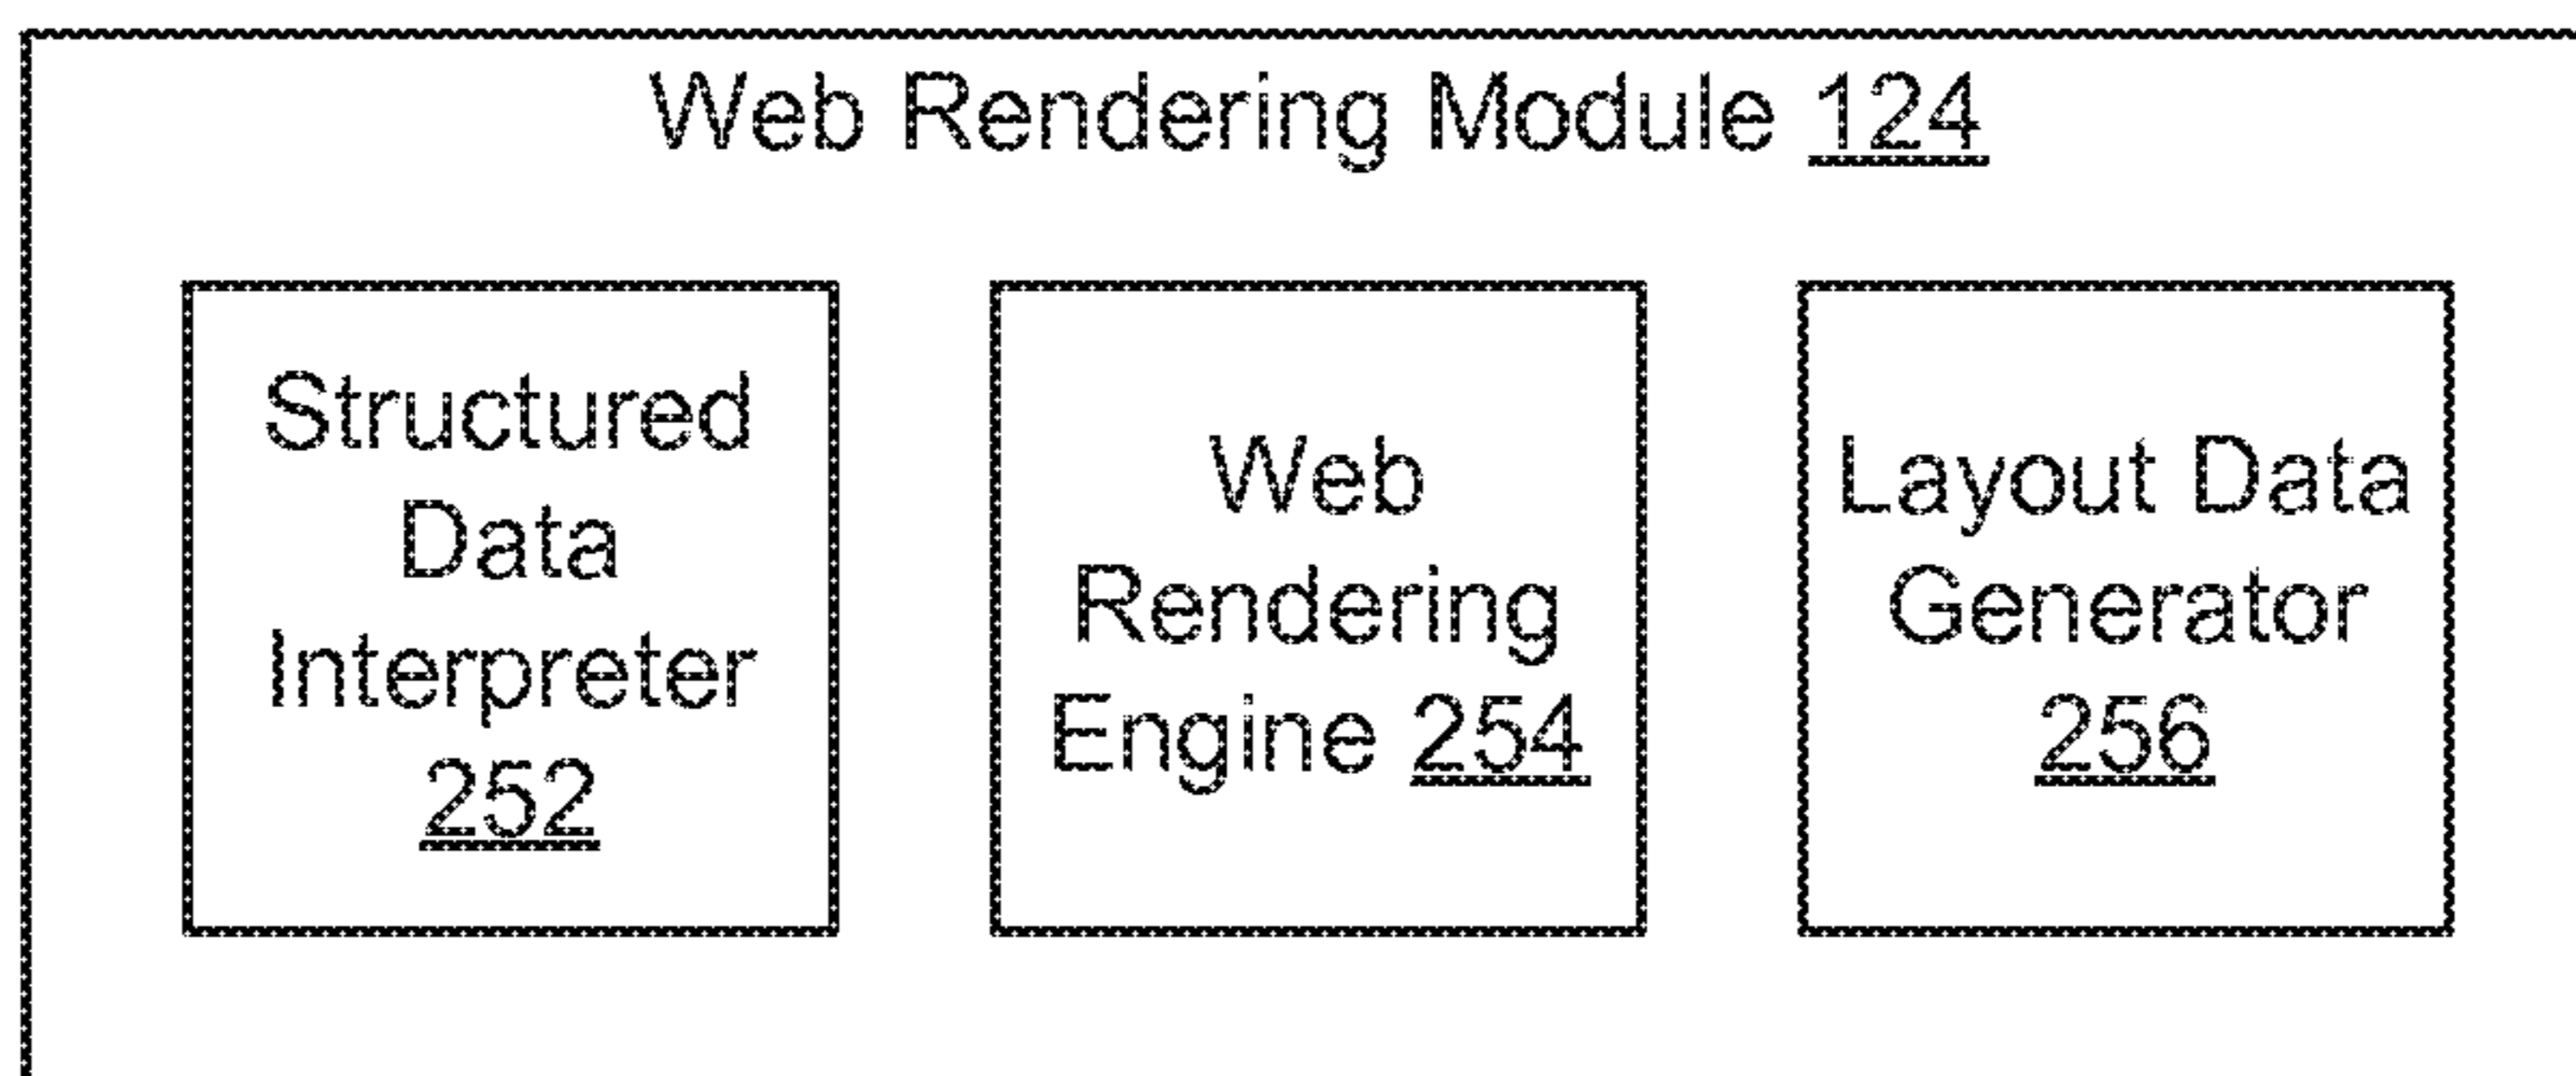 Web Rendering Module 124
Structured
Data
Interpreter
252
Web
Rendering
Engine 254
Layout Data
Generator
256